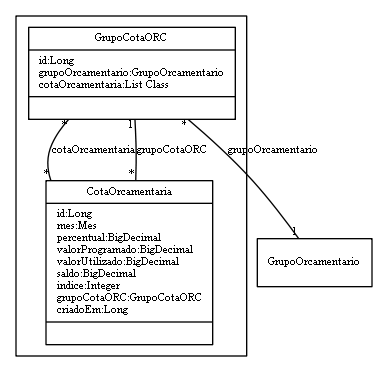 GrupoCotaORC
id:Long
grupoOrcamentario:GrupoOrcamentario
cotaOrcamentaria:List Class
* 1 *
cotaOrcamentaria grupoCotaORC grupoOrcamentario
* *
CotaOrcamentaria
id:Long
mes:Mes
percentual:BigDecimal
valorProgramado:BigDecimal
valorUtilizado:BigDecimal
saldo:BigDecimal
indice:Integer
grupoCotaORC:GrupoCotaORC
criadoEm:Long
1
GrupoOrcamentario